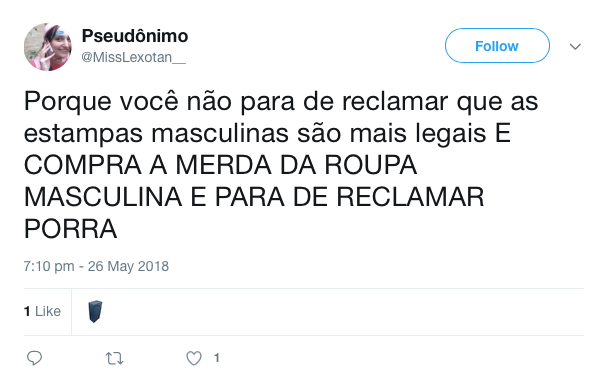 Pseudônimo
@MissLexotan__
Follow
Porque você não para de reclamar que as
estampas masculinas são mais legais E
COMPRA A MERDA DA ROUPA
MASCULINA E PARA DE RECLAMAR
PORRA
7:10 pm - 26 May 2018
1 Like
1